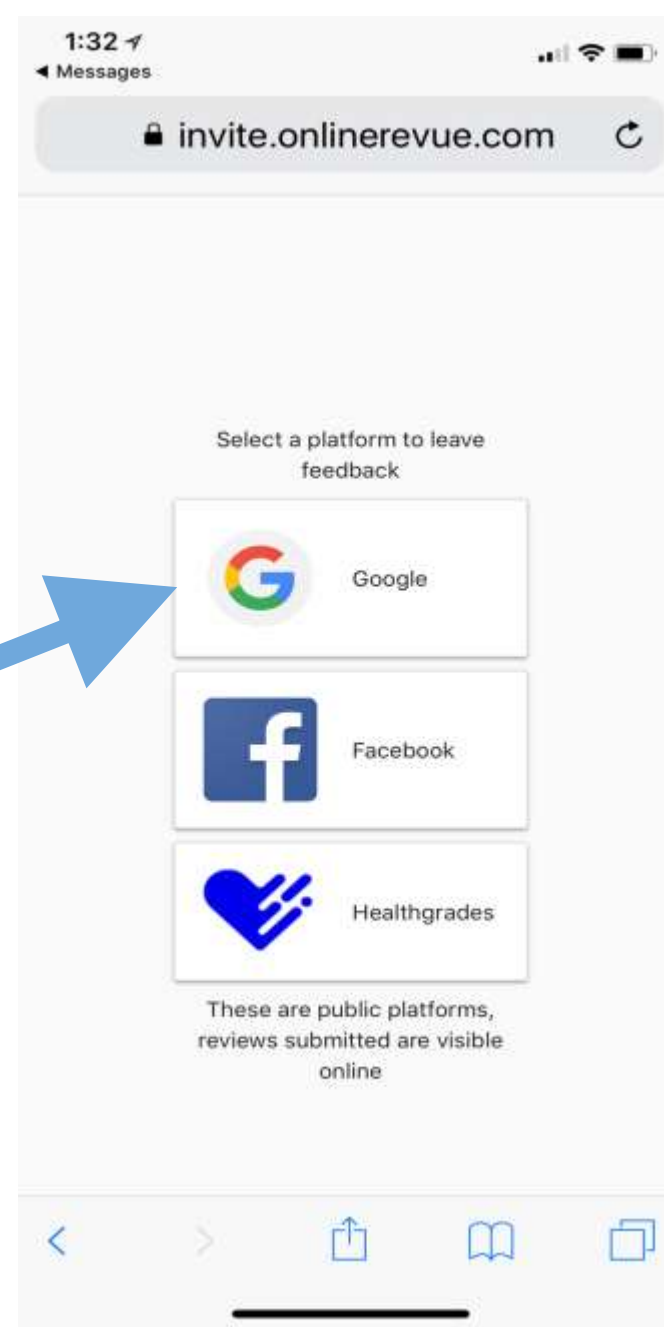 1:32
Messages
invite.onlinerevue.com
Select a platform to leave
feedback
Google
Facebook
Healthgrades
These are public platforms,
reviews submitted are visible
online